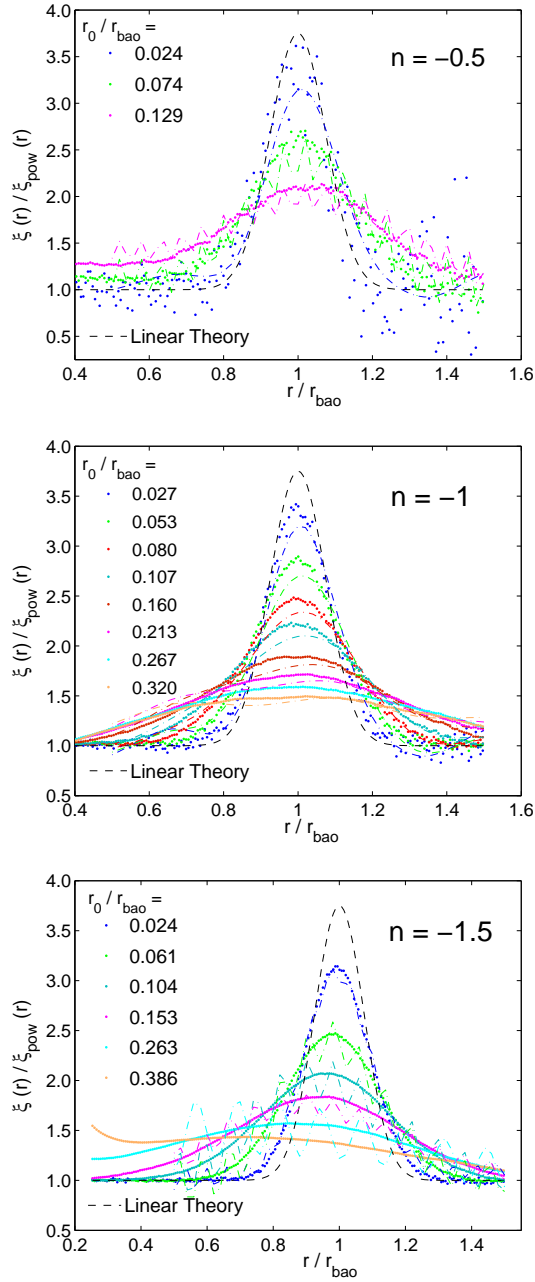 r0 / rbao =
0.024
0.074
0.129
n = −0.5
ξ (r) / ξpow (r)
4.0
3.5
3.0
2.5
2.0
1.5
1.0
0.5
Linear Theory
0.4 0.6 0.8 1 1.2 1.4 1.6
r / rbao
r0 / rbao =
0.027
0.053
0.080
0.107
0.160
0.213
0.267
0.320
n = −1
ξ (r) / ξpow (r)
4.0
3.5
3.0
2.5
2.0
1.5
1.0
0.5
Linear Theory
0.4 0.6 0.8 1 1.2 1.4 1.6
r / rbao
r0 / rbao =
0.024
0.061
0.104
0.153
0.263
0.386
n = −1.5
ξ (r) / ξpow (r)
4.0
3.5
3.0
2.5
2.0
1.5
1.0
0.5
Linear Theory
0.2 0.4 0.6 0.8 1 1.2 1.4
r / rbao